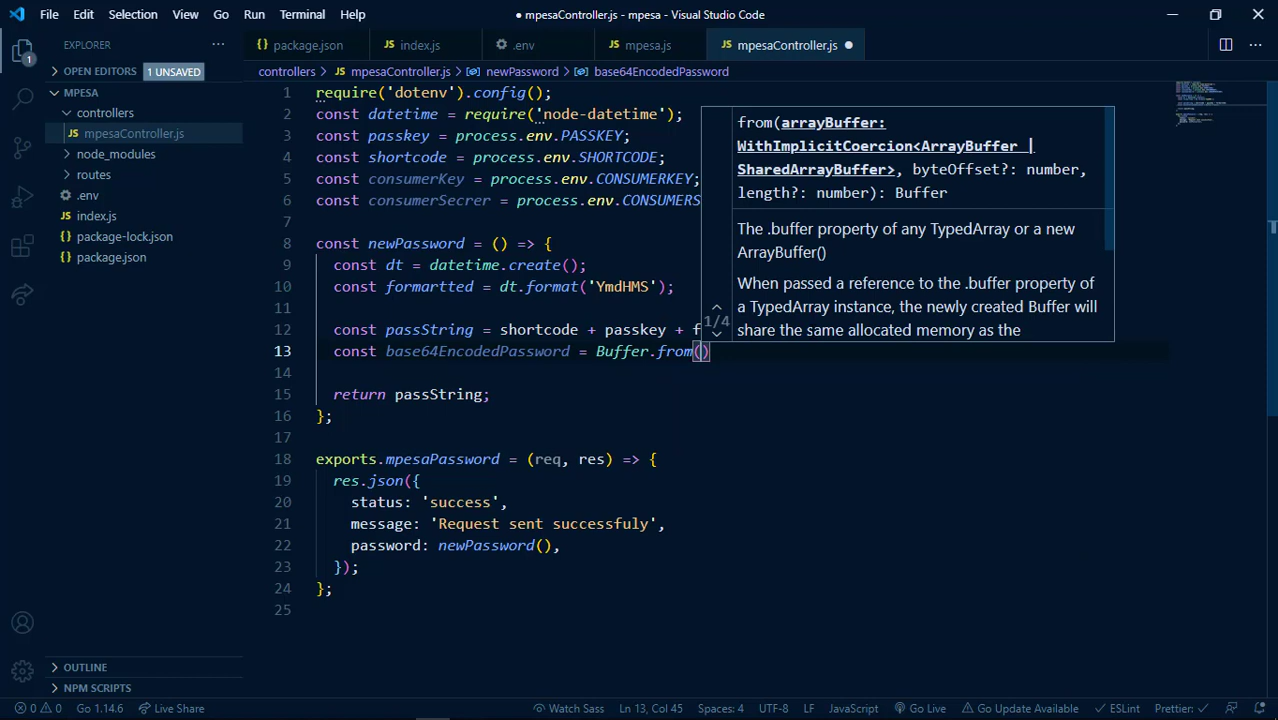 File Edit Selection View Go Run Terminal Help ● mpesaController.js - mpesa - Visual Studio Code
EXPLORER ···
package.json
JS index.js
.env
JS mpesa.js
JS mpesaController.js ●
1
OPEN EDITORS 1 UNSAVED
controllers > JS mpesaController.js > newPassword > base64EncodedPassword
MPESA
controllers
JS mpesaController.js
node_modules
routes
.env
JS index.js
package-lock.json
package.json
OUTLINE
NPM SCRIPTS
1 require('dotenv').config();
2 const datetime = require('node-datetime');
3 const passkey = process.env.PASSKEY;
4 const shortcode = process.env.SHORTCODE;
5 const consumerKey = process.env.CONSUMERKEY;
6 const consumerSecrer = process.env.CONSUMERS
7
8 const newPassword = () => {
9 const dt = datetime.create();
10 const formartted = dt.format('YmdHMS');
11
12 const passString = shortcode + passkey + f
13 const base64EncodedPassword = Buffer.from()
14
15 return passString;
16 };
17
18 exports.mpesaPassword = (req, res) => {
19 res.json({
20 status: 'success',
21 message: 'Request sent successfuly',
22 password: newPassword(),
23 });
24 };
25
from(arrayBuffer:
WithImplicitCoercion<ArrayBuffer |
SharedArrayBuffer>, byteOffset?: number,
length?: number): Buffer
The .buffer property of any TypedArray or a new
ArrayBuffer()
When passed a reference to the .buffer property of
a TypedArray instance, the newly created Buffer will
share the same allocated memory as the
1/4
0 0 Go 1.14.6 Live Share Watch Sass Ln 13, Col 45 Spaces: 4 UTF-8 LF JavaScript Go Live Go Update Available ESLint Prettier: ✓